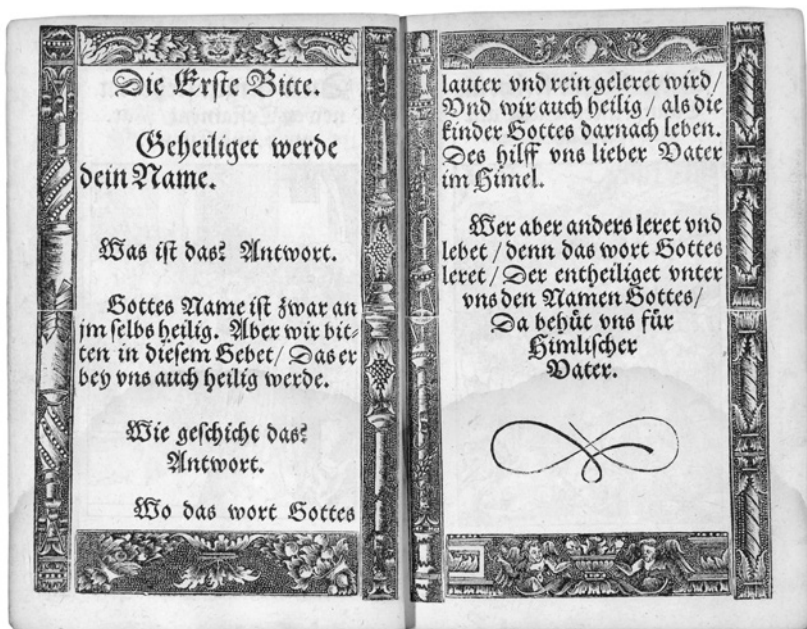 Die Erste Bitte.
Geheiliget werde
dein Name.
Was ist das? Antwort.
Gottes Name ist zwar an
jm selbs heilig. Aber wir bit-
ten in diesem Gebet/ Das er
bey vns auch heilig werde.
Wie geschicht das?
Antwort.
Wo das wort Gottes
lauter vnd rein geleret wird/
Vnd wir auch heilig/ als die
kinder Gottes darnach leben.
Des hilff vns lieber Vater
im Himel.
Wer aber anders leret vnd
lebet/ denn das wort Gottes
leret/ Der entheiliget vnter
vns den Namen Gottes/
Da behüt vns für
Himlischer
Vater.